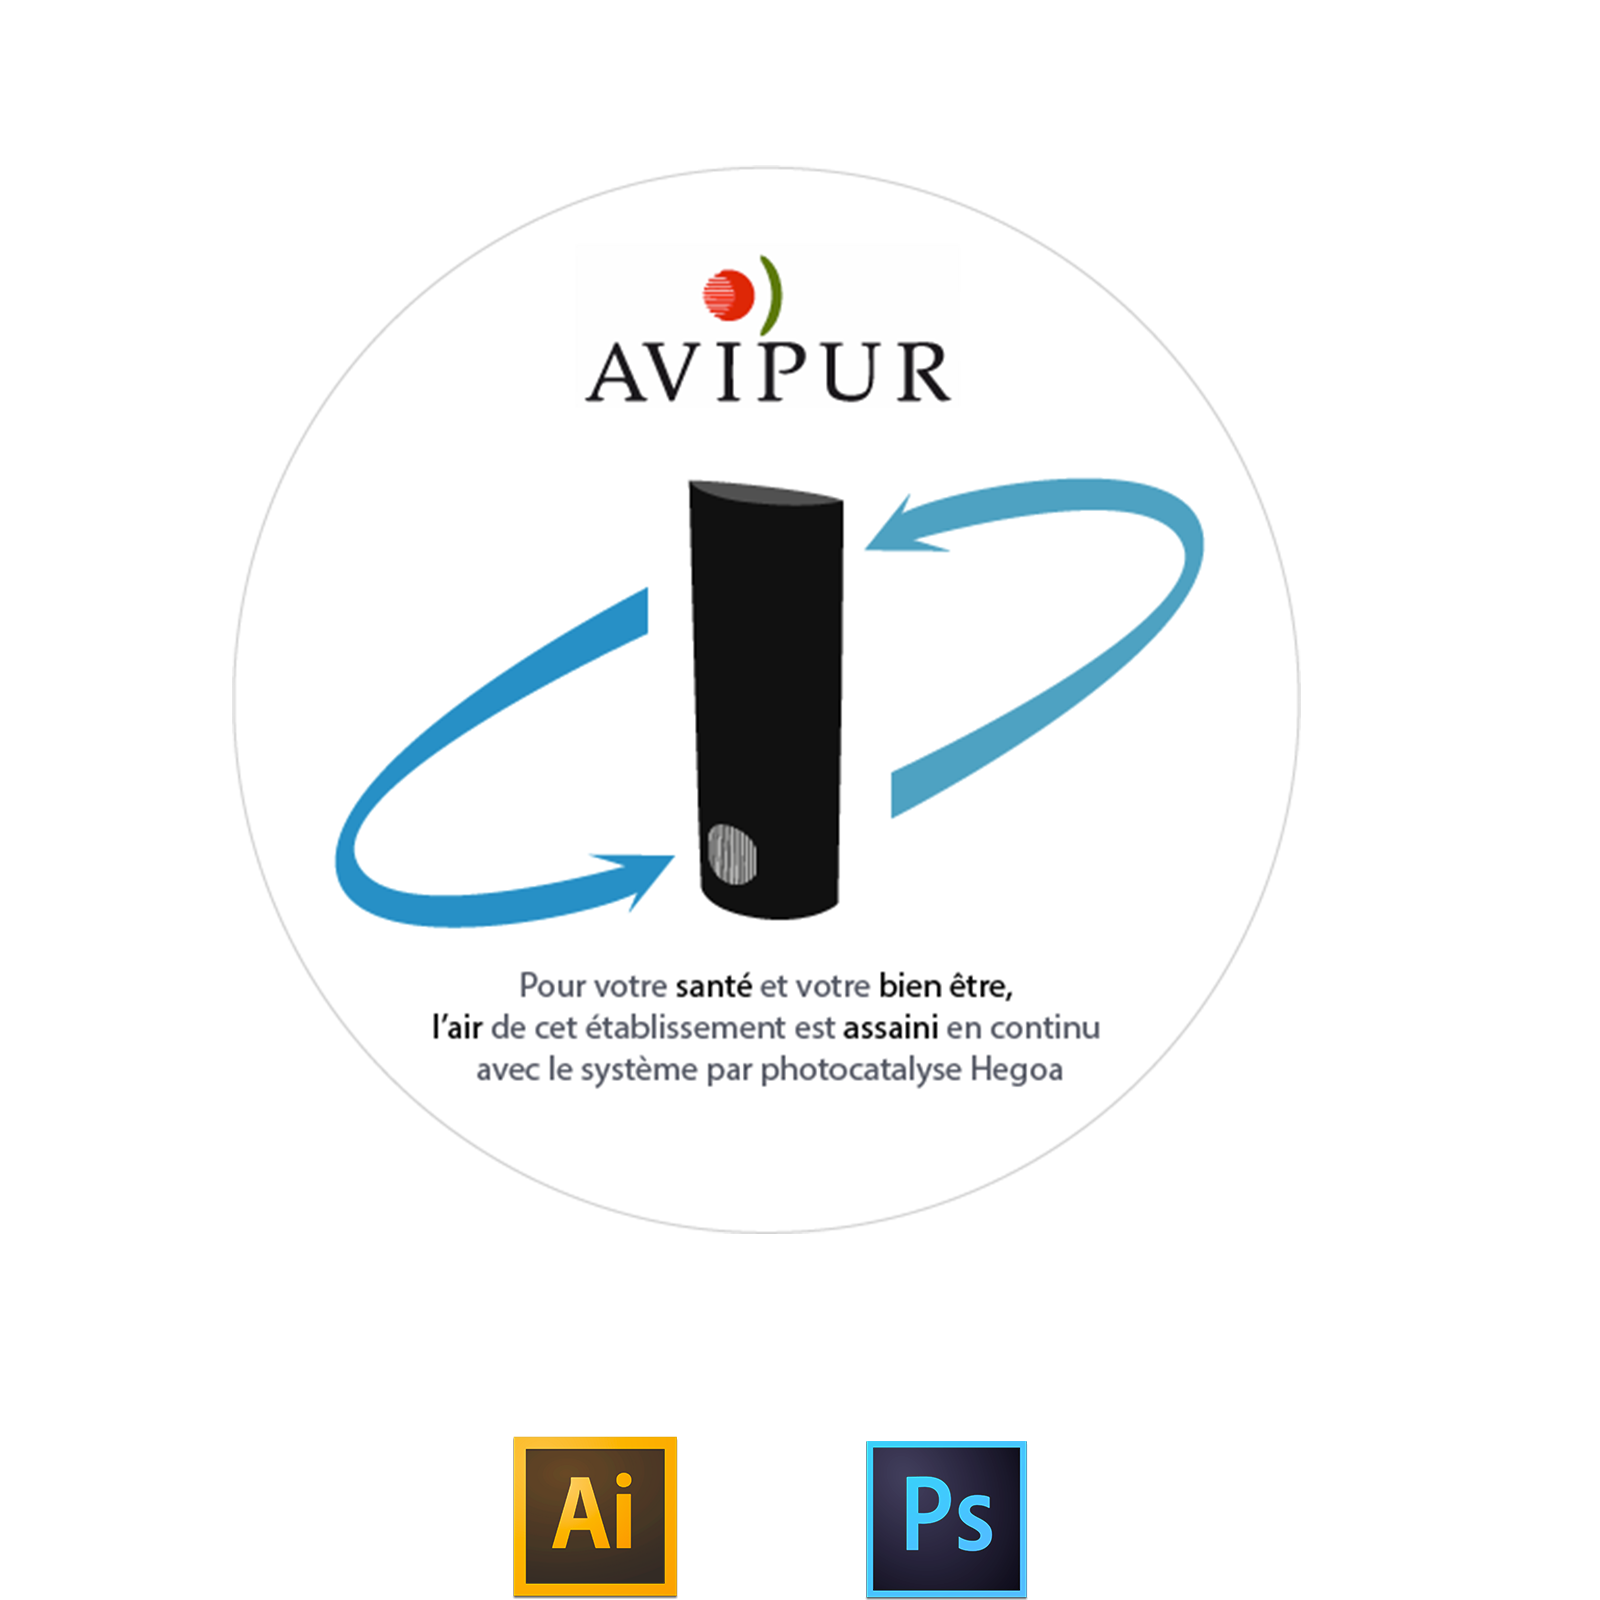 AVIPUR
Pour votre santé et votre bien être,
l'air de cet établissement est assaini en continu
avec le système par photocatalyse Hegoa
Ai
Ps